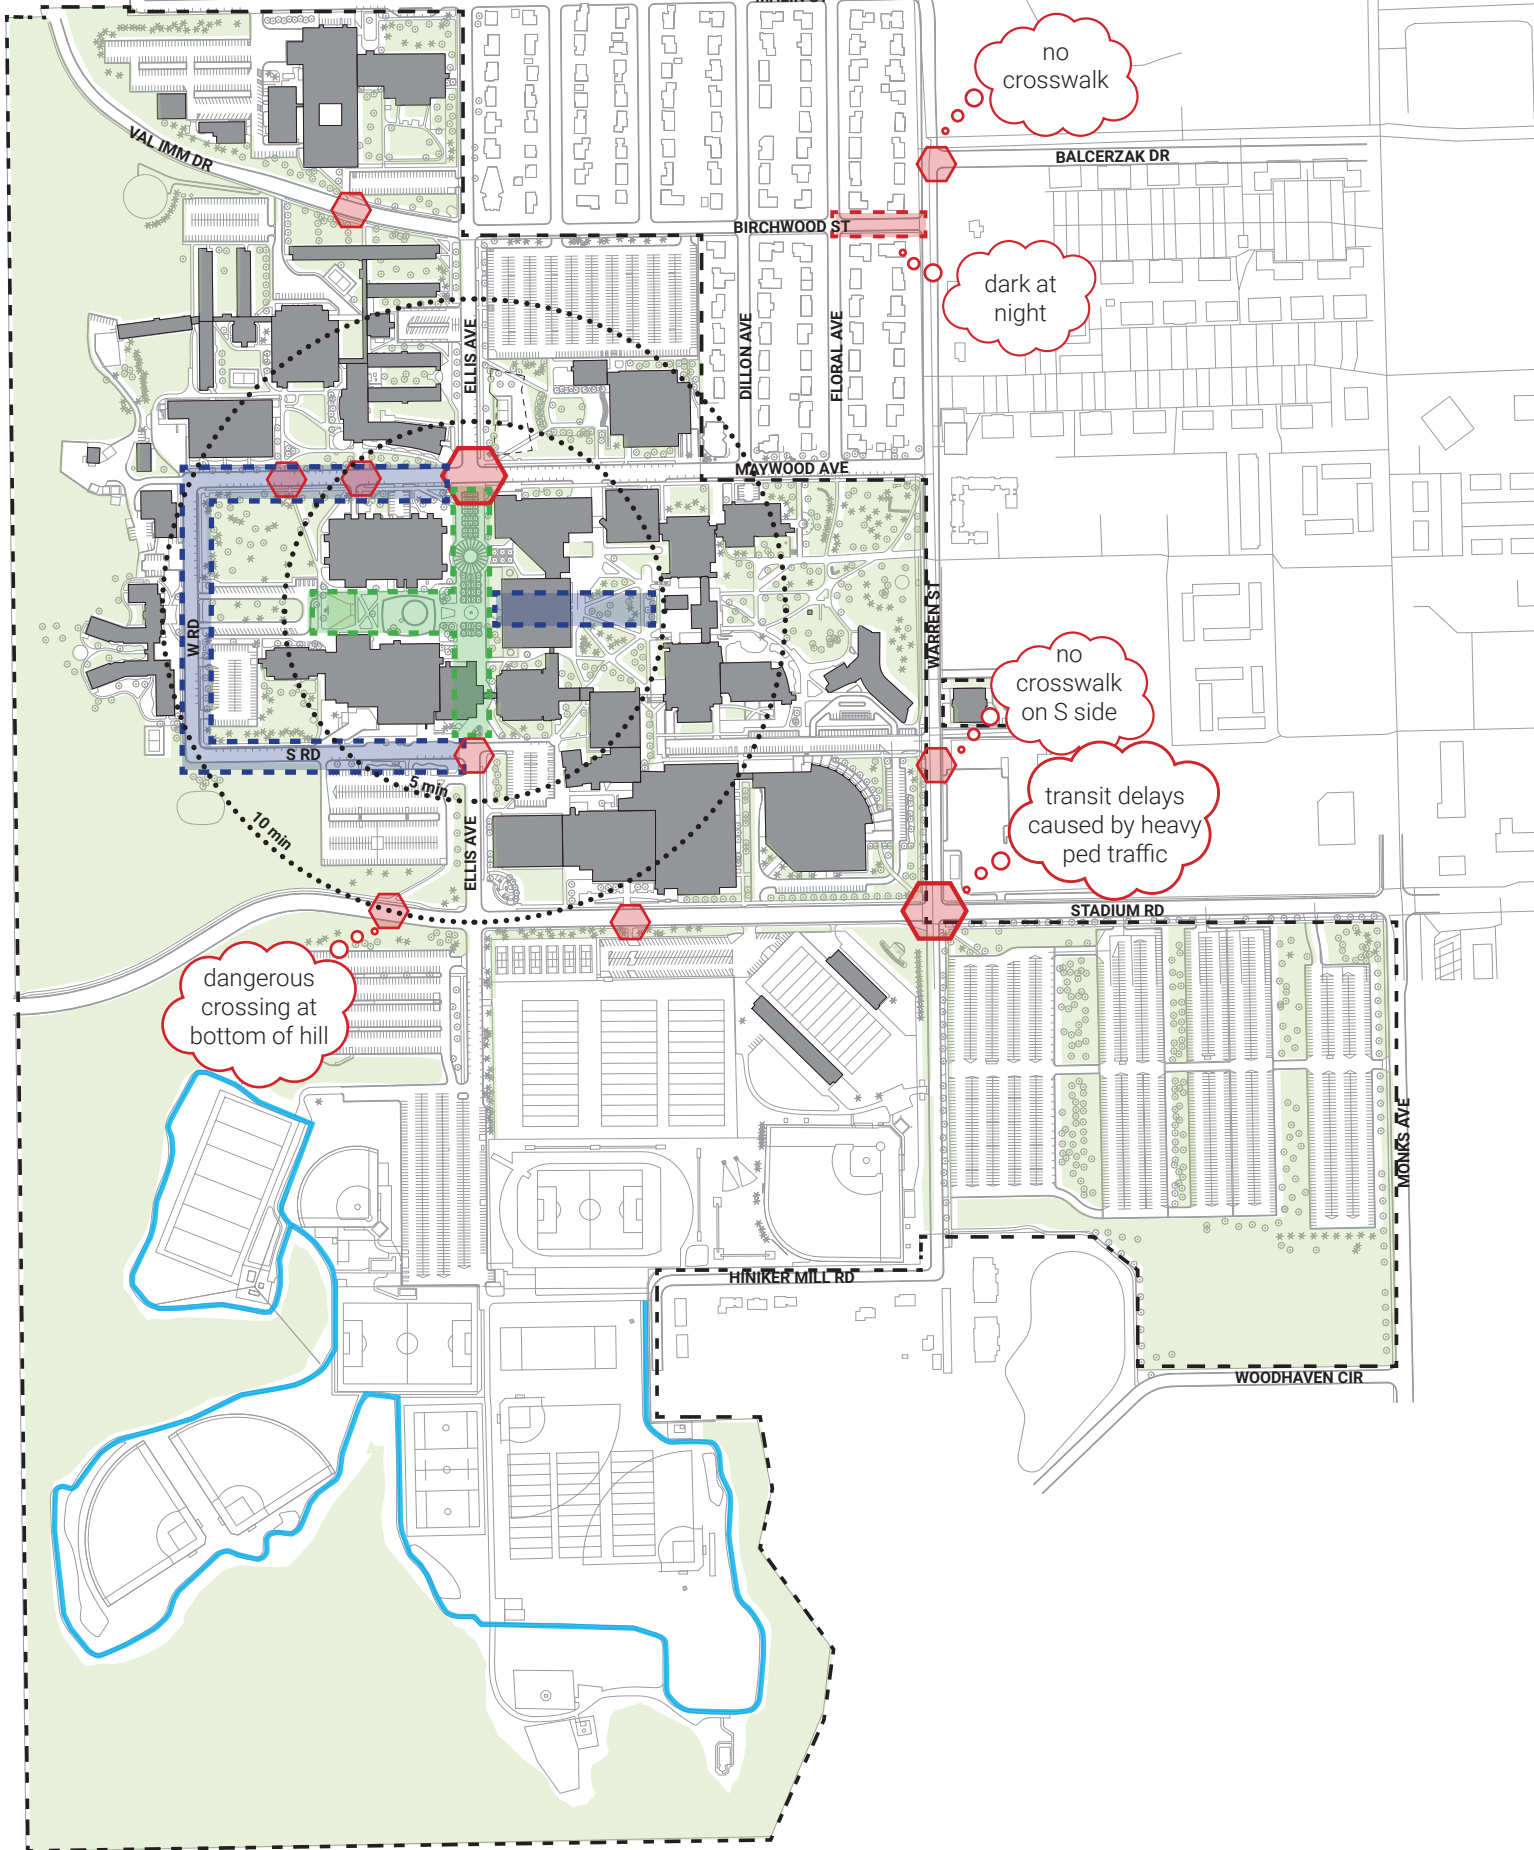 no
crosswalk
VAL IMM DR
BALCERZAK DR
BIRCHWOOD ST
dark at
night
ELLIS AVE
DILLON AVE
FLORAL AVE
MAYWOOD AVE
W RD
WARREN ST
no
crosswalk
on S side
S RD
5 min
10 min
transit delays
caused by heavy
ped traffic
ELLIS AVE
STADIUM RD
dangerous
crossing at
bottom of hill
MONKS AVE
HINIKER MILL RD
WOODHAVEN CIR